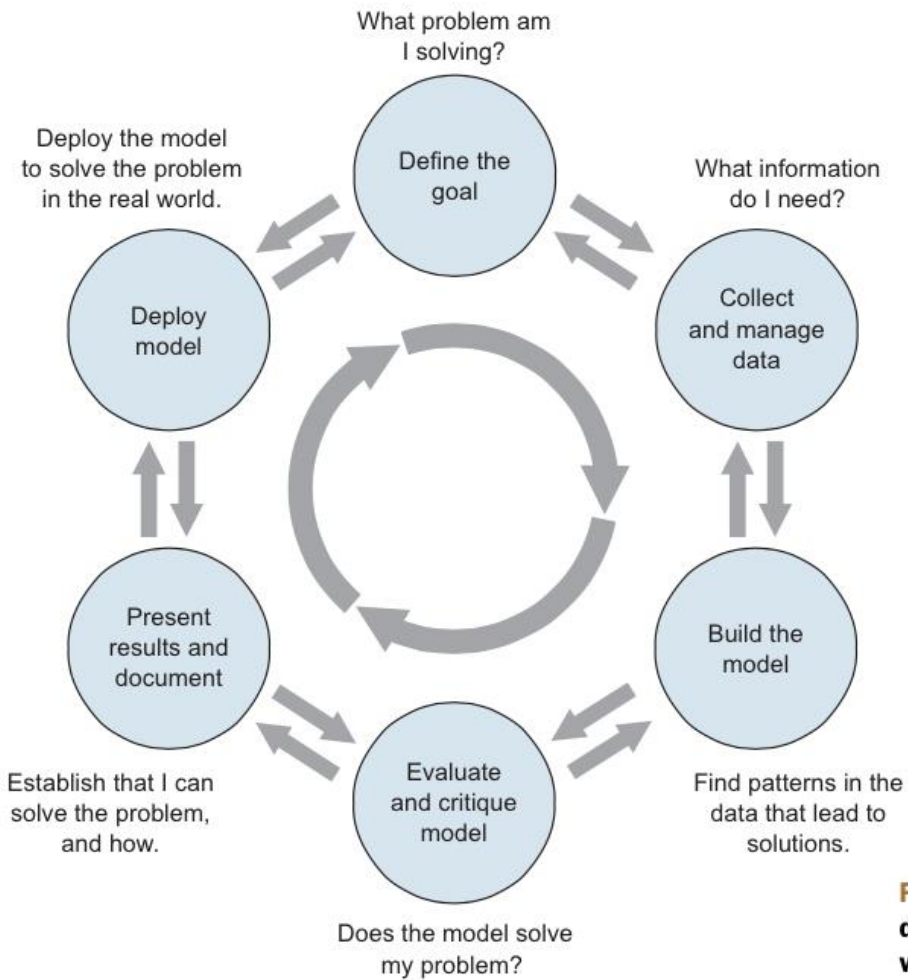 What problem am
I solving?
Define the
goal
What information
do I need?
Collect
and manage
data
Build the
model
Find patterns in the
data that lead to
solutions.
Evaluate
and critique
model
Does the model solve
my problem?
Present
results and
document
Establish that I can
solve the problem,
and how.
Deploy
model
Deploy the model
to solve the problem
in the real world.